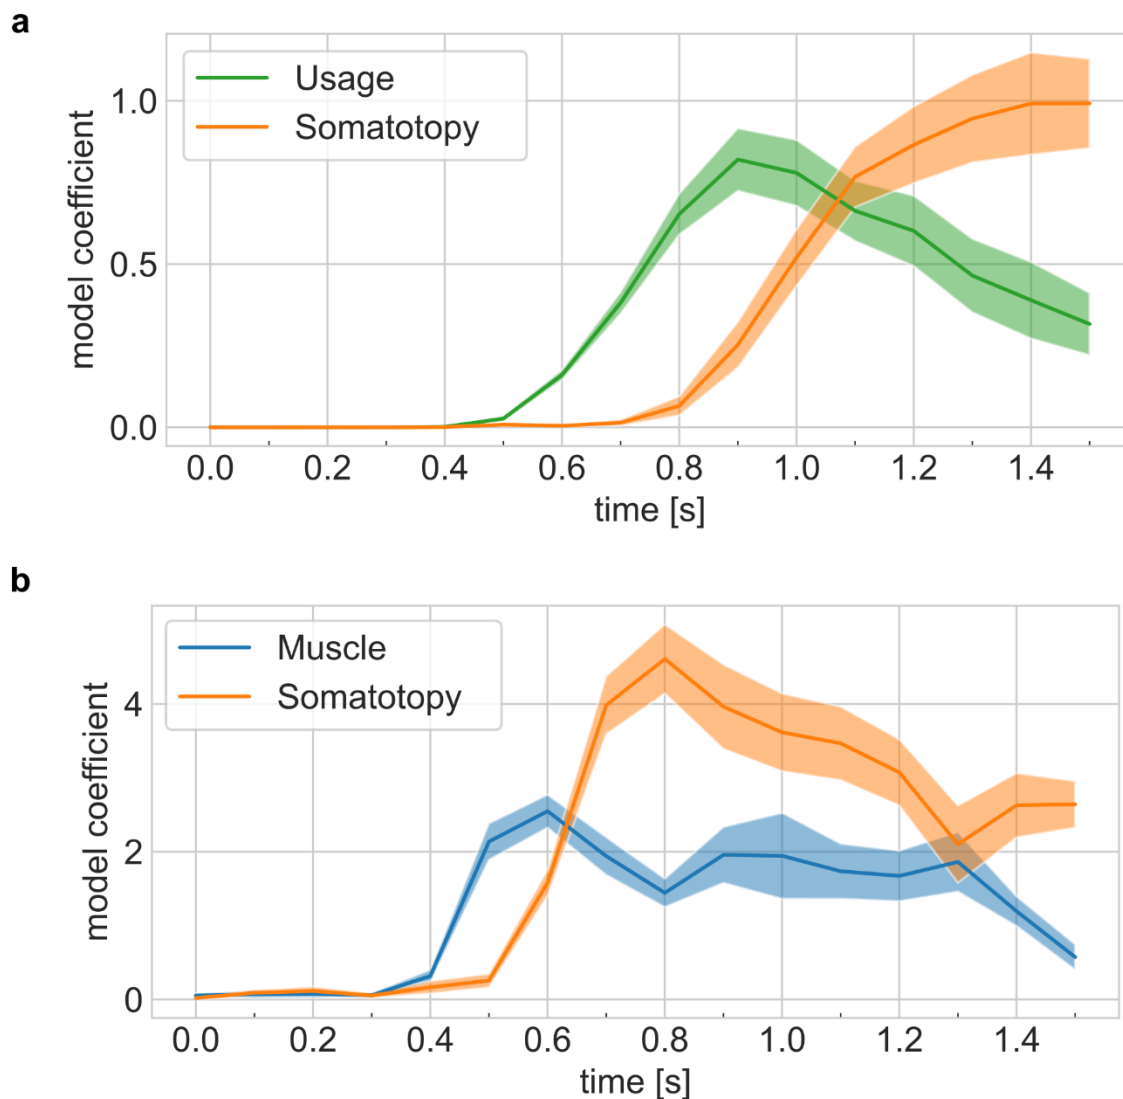 a
Usage
Somatotopy
model coefficient
1.0
0.5
0.0
0.0 0.2 0.4 0.6 0.8 1.0 1.2 1.4
time [s]
b
Muscle
Somatotopy
model coefficient
4
2
0
0.0 0.2 0.4 0.6 0.8 1.0 1.2 1.4
time [s]